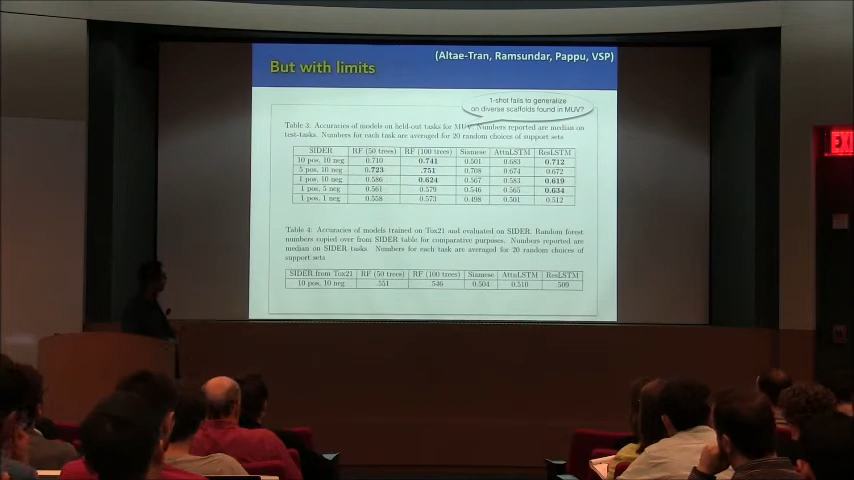 (Altae-Tran, Ramsundar, Pappu, VSP)
But with limits
1-shot fails to generalize
on diverse scaffolds found in MUV?
Table 3: Accuracies of models on held-out tasks for MUV. Numbers reported are median on
test-tasks. Numbers for each task are averaged for 20 random choices of support sets
SIDER RF (50 trees) RF (100 trees) Siamese AttnLSTM ResLSTM
10 pos, 10 neg 0.710 0.741 0.501 0.683 0.712
5 pos, 10 neg 0.723 .751 0.708 0.674 0.672
1 pos, 10 neg 0.586 0.624 0.567 0.583 0.619
1 pos, 5 neg 0.561 0.579 0.546 0.565 0.634
1 pos, 1 neg 0.558 0.573 0.498 0.501 0.512
Table 4: Accuracies of models trained on Tox21 and evaluated on SIDER. Random forest
numbers copied over from SIDER table for comparative purposes. Numbers reported are
median on SIDER tasks. Numbers for each task are averaged for 20 random choices of
support sets
SIDER from Tox21 RF (50 trees) RF (100 trees) Siamese AttnLSTM ResLSTM
10 pos, 10 neg .551 .546 0.504 0.510 .509
EXI